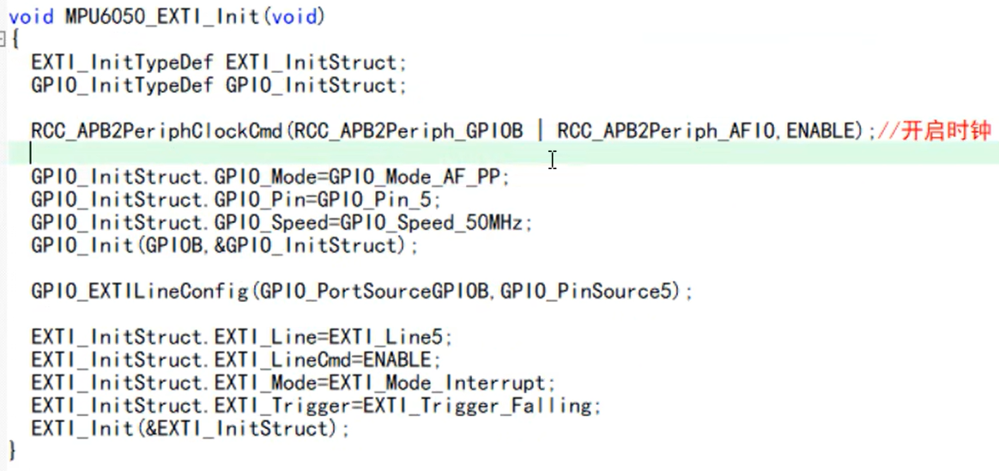 void MPU6050_EXTI_Init(void)
{
EXTI_InitTypeDef EXTI_InitStruct;
GPIO_InitTypeDef GPIO_InitStruct;
RCC_APB2PeriphClockCmd(RCC_APB2Periph_GPIOB | RCC_APB2Periph_AFIO,ENABLE);//开启时钟
GPIO_InitStruct.GPIO_Mode=GPIO_Mode_AF_PP;
GPIO_InitStruct.GPIO_Pin=GPIO_Pin_5;
GPIO_InitStruct.GPIO_Speed=GPIO_Speed_50MHz;
GPIO_Init(GPIOB,&GPIO_InitStruct);
GPIO_EXTILineConfig(GPIO_PortSourceGPIOB,GPIO_PinSource5);
EXTI_InitStruct.EXTI_Line=EXTI_Line5;
EXTI_InitStruct.EXTI_LineCmd=ENABLE;
EXTI_InitStruct.EXTI_Mode=EXTI_Mode_Interrupt;
EXTI_InitStruct.EXTI_Trigger=EXTI_Trigger_Falling;
EXTI_Init(&EXTI_InitStruct);
}